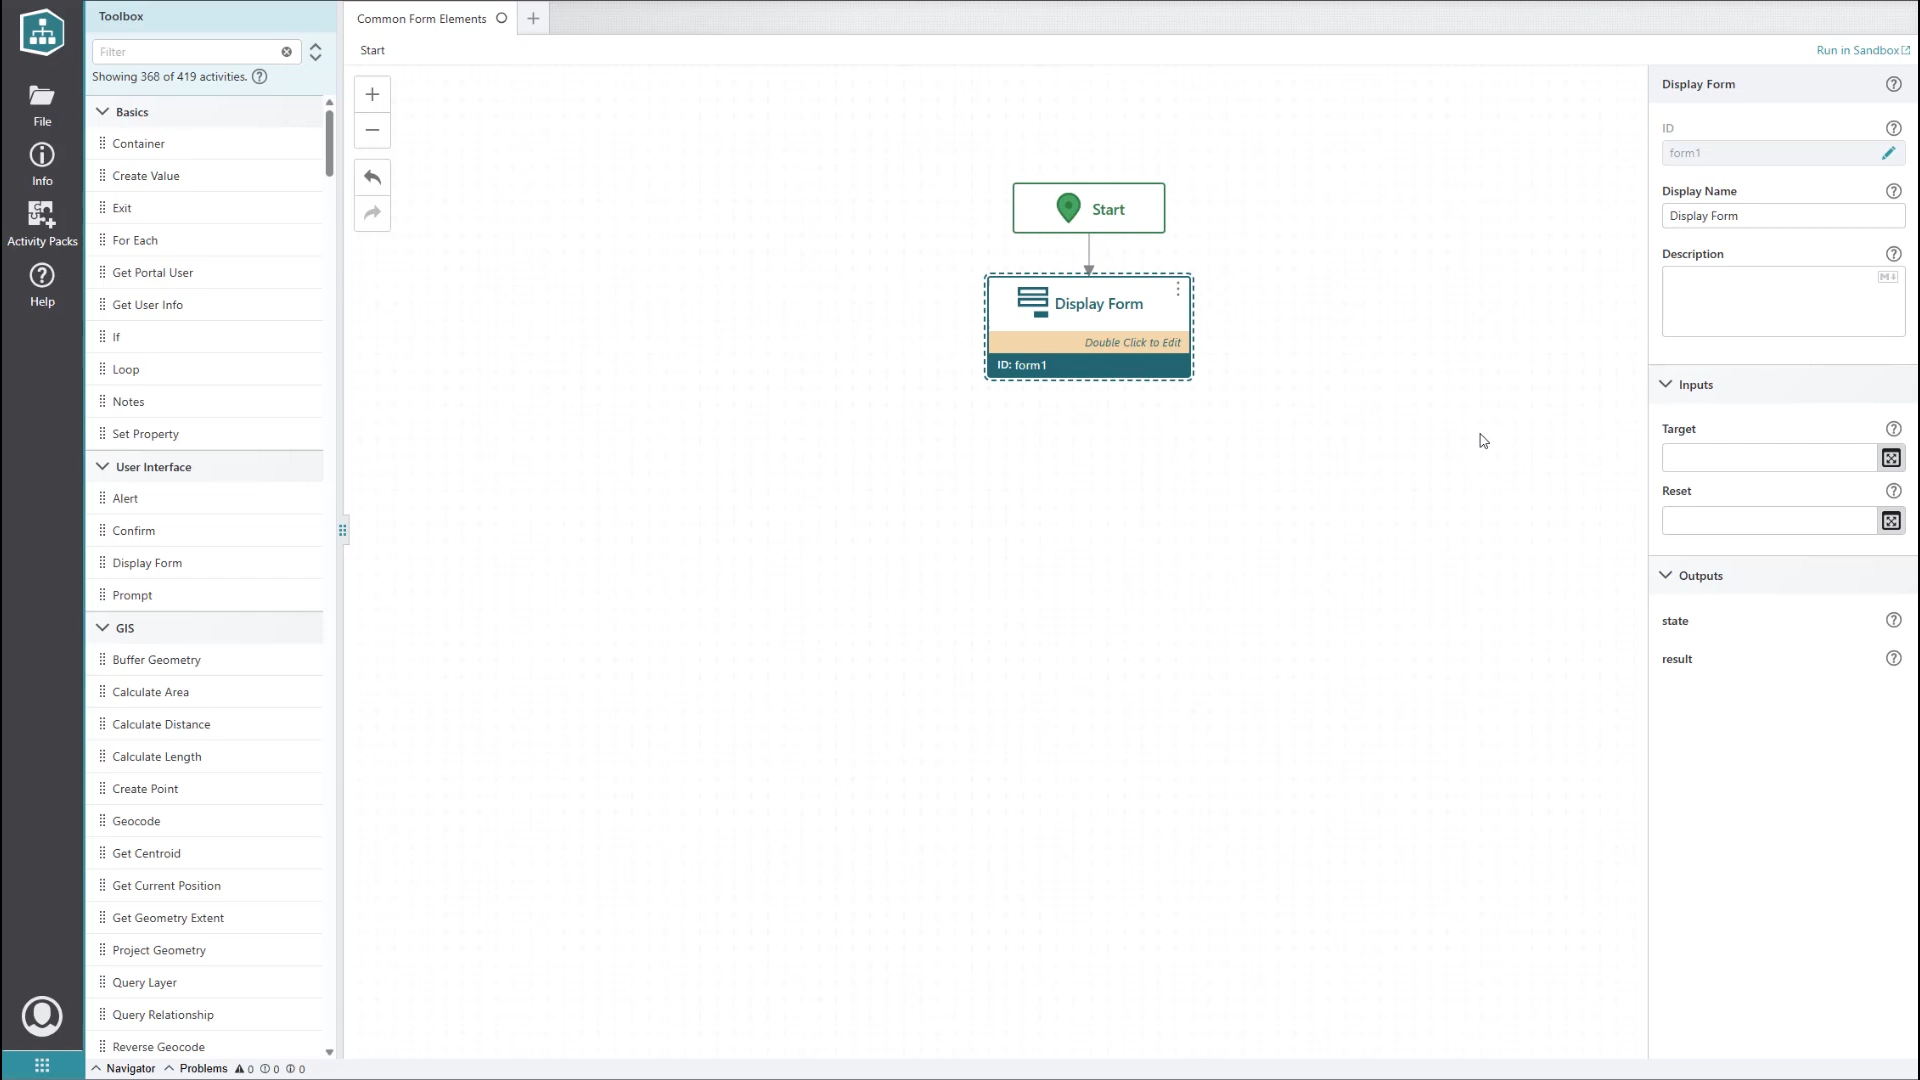 Toolbox
Filter
Showing 368 of 419 activities.
Basics
Container
Create Value
Exit
For Each
Get Portal User
Get User Info
If
Loop
Notes
Set Property
User Interface
Alert
Confirm
Display Form
Prompt
GIS
Buffer Geometry
Calculate Area
Calculate Distance
Calculate Length
Create Point
Geocode
Get Centroid
Get Current Position
Get Geometry Extent
Project Geometry
Query Layer
Query Relationship
Reverse Geocode
File
Info
Activity Packs
Help
Navigator Problems 0 0 0
Common Form Elements
Start
Run in Sandbox
Start
Display Form
Double Click to Edit
ID: form1
Display Form
ID
form1
Display Name
Display Form
Description
M
Inputs
Target
Reset
Outputs
state
result